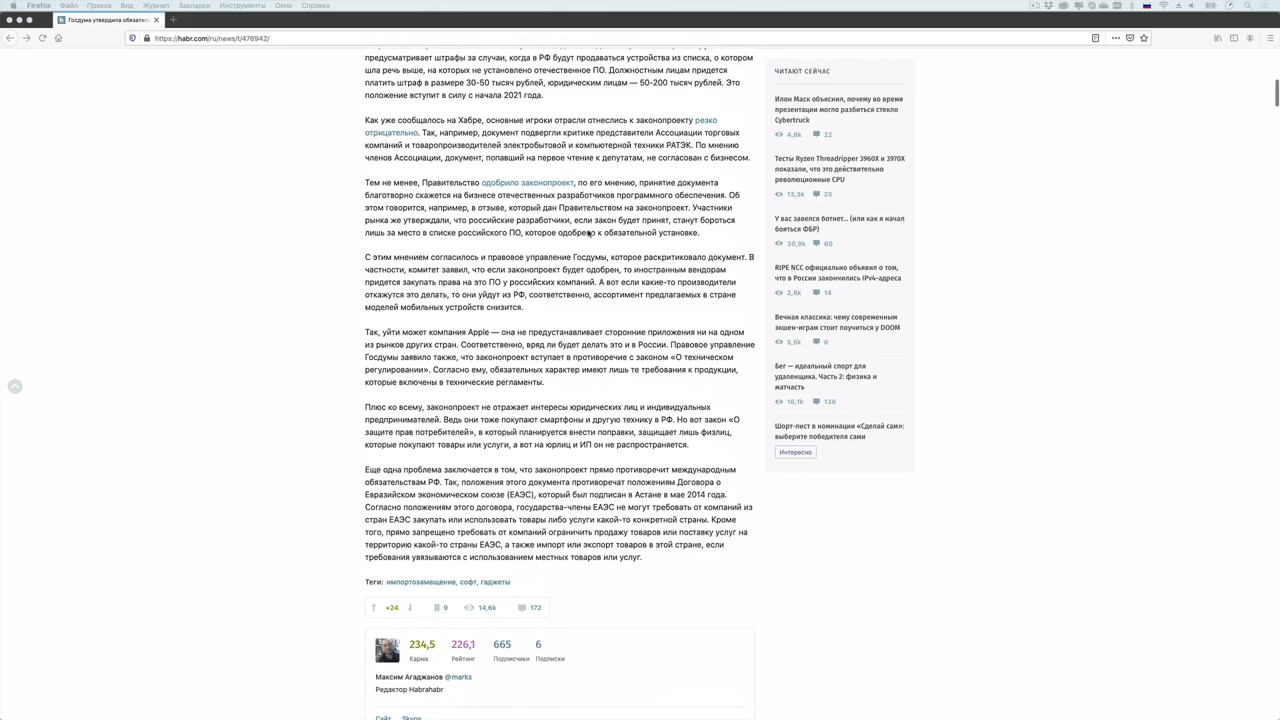 Firefox Файл Правка Вид Журнал Закладки Инструменты Окно Справка
Госдума утвердила обязатель
https://habr.com/ru/news/t/476942/
предусматривает штрафы за случаи, когда в РФ будут продаваться устройства из списка, о котором
шла речь выше, на которых не установлено отечественное ПО. Должностным лицам придется
платить штраф в размере 30-50 тысяч рублей, юридическим лицам — 50-200 тысяч рублей. Это
положение вступит в силу с начала 2021 года.
Как уже сообщалось на Хабре, основные игроки отрасли отнеслись к законопроекту резко
отрицательно. Так, например, документ подвергли критике представители Ассоциации торговых
компаний и товаропроизводителей электробытовой и компьютерной техники РАТЭК. По мнению
членов Ассоциации, документ, попавший на первое чтение к депутатам, не согласован с бизнесом.
Тем не менее, Правительство одобрило законопроект, по его мнению, принятие документа
благотворно скажется на бизнесе отечественных разработчиков программного обеспечения. Об
этом говорится, например, в отзыве, который дан Правительством на законопроект. Участники
рынка же утверждали, что российские разработчики, если закон будет принят, станут бороться
лишь за место в списке российского ПО, которое одобрено к обязательной установке.
С этим мнением согласилось и правовое управление Госдумы, которое раскритиковало документ. В
частности, комитет заявил, что если законопроект будет одобрен, то иностранным вендорам
придется закупать права на это ПО у российских компаний. А вот если какие-то производители
откажутся это делать, то они уйдут из РФ, соответственно, ассортимент предлагаемых в стране
моделей мобильных устройств снизится.
Так, уйти может компания Apple — она не предустанавливает сторонние приложения ни на одном
из рынков других стран. Соответственно, вряд ли будет делать это и в России. Правовое управление
Госдумы заявило также, что законопроект вступает в противоречие с законом «О техническом
регулировании». Согласно ему, обязательных характер имеют лишь те требования к продукции,
которые включены в технические регламенты.
Плюс ко всему, законопроект не отражает интересы юридических лиц и индивидуальных
предпринимателей. Ведь они тоже покупают смартфоны и другую технику в РФ. Но вот закон «О
защите прав потребителей», в который планируется внести поправки, защищает лишь физлиц,
которые покупают товары или услуги, а вот на юрлиц и ИП он не распространяется.
Еще одна проблема заключается в том, что законопроект прямо противоречит международным
обязательствам РФ. Так, положения этого документа противоречат положениям Договора о
Евразийском экономическом союзе (ЕАЭС), который был подписан в Астане в мае 2014 года.
Согласно положениям этого договора, государства-члены ЕАЭС не могут требовать от компаний из
стран ЕАЭС закупать или использовать товары либо услуги какой-то конкретной страны. Кроме
того, прямо запрещено требовать от компаний ограничить продажу товаров или поставку услуг на
территорию какой-то страны ЕАЭС, а также импорт или экспорт товаров в этой стране, если
требования увязываются с использованием местных товаров или услуг.
Теги: импортозамещение, софт, гаджеты
+24 9 14,6k 172
234,5 226,1 665 6
Карма Рейтинг Подписчики Подписки
Максим Агаджанов @marks
Редактор Habrahabr
Сайт Skype
ЧИТАЮТ СЕЙЧАС
Илон Маск объяснил, почему во время
презентации могло разбиться стекло
Cybertruck
4,8k 22
Тесты Ryzen Threadripper 3960X и 3970X
показали, что это действительно
революционные CPU
13,3k 25
У вас завелся ботнет… (или как я начал
бояться ФБР)
30,9k 60
RIPE NCC официально объявил о том,
что в России закончились IPv4-адреса
2,8k 14
Вечная классика: чему современным
экшен-играм стоит поучиться у DOOM
5,5k 6
Бег — идеальный спорт для
удаленщика. Часть 2: физика и
матчасть
16,1k 136
Шорт-лист в номинации «Сделай сам»:
выберите победителя сами
Интересно